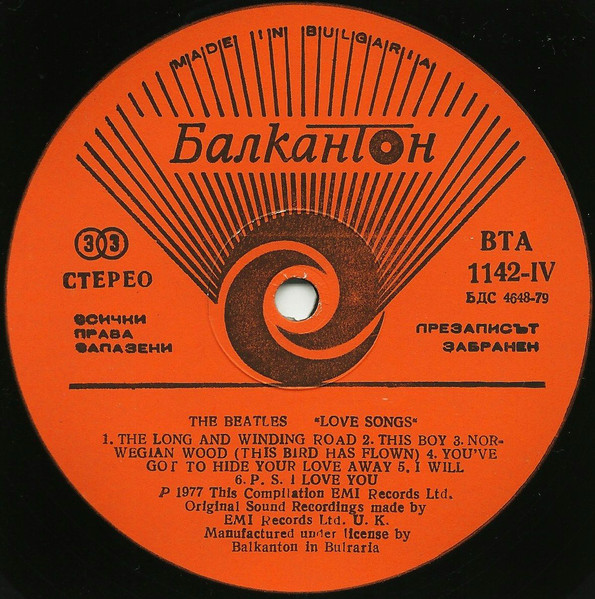 MADE IN BULGARIA
Балкантон
33
СТЕРЕО
ВТА
1142-IV
БДС 4648-79
ВСИЧКИ
ПРАВА
ЗАПАЗЕНИ
ПРЕЗАПИСЪТ
ЗАБРАНЕН
THE BEATLES "LOVE SONGS"
1. THE LONG AND WINDING ROAD 2. THIS BOY 3. NOR-
WEGIAN WOOD (THIS BIRD HAS FLOWN) 4. YOU'VE
GOT TO HIDE YOUR LOVE AWAY 5. I WILL
6. P. S. I LOVE YOU
P 1977 This Compilation EMI Records Ltd.
Original Sound Recordings made by
EMI Records Ltd. U. K.
Manufactured under license by
Balkanton in Bulraria